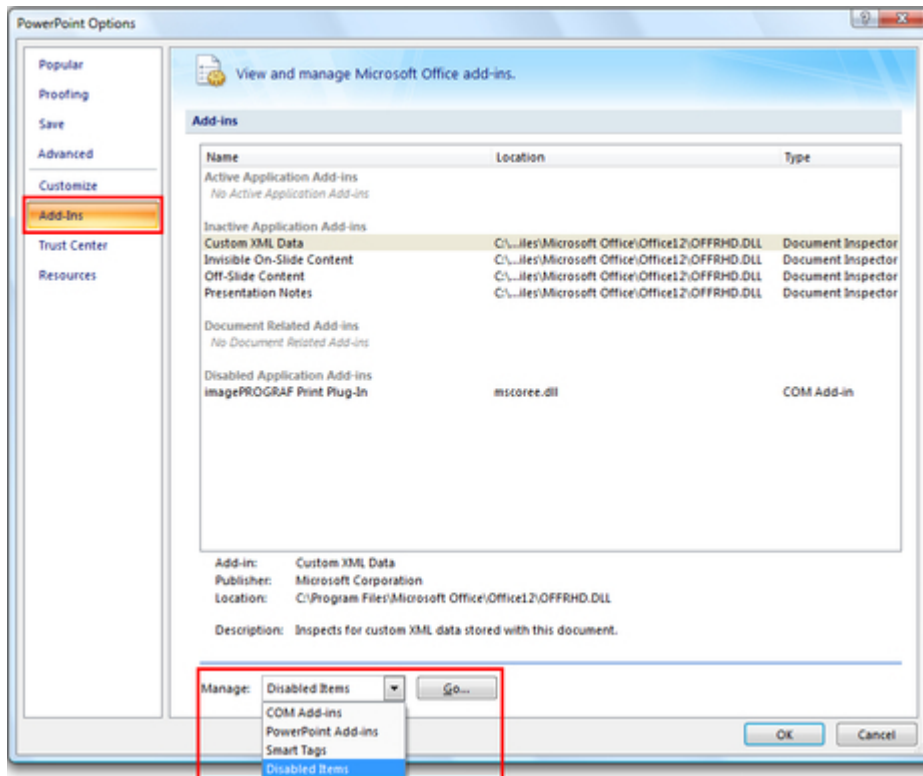 PowerPoint Options
Popular
Proofing
Save
Advanced
Customize
Add-Ins
Trust Center
Resources
View and manage Microsoft Office add-ins.
Add-ins
Name Location Type
Active Application Add-ins
No Active Application Add-ins
Inactive Application Add-ins
Custom XML Data C:\...iles\Microsoft Office\Office12\OFFRHD.DLL Document Inspector
Invisible On-Slide Content C:\...iles\Microsoft Office\Office12\OFFRHD.DLL Document Inspector
Off-Slide Content C:\...iles\Microsoft Office\Office12\OFFRHD.DLL Document Inspector
Presentation Notes C:\...iles\Microsoft Office\Office12\OFFRHD.DLL Document Inspector
Document Related Add-ins
No Document Related Add-ins
Disabled Application Add-ins
imagePROGRAF Print Plug-In mscoree.dll COM Add-in
Add-in: Custom XML Data
Publisher: Microsoft Corporation
Location: C:\Program Files\Microsoft Office\Office12\OFFRHD.DLL
Description: Inspects for custom XML data stored with this document.
Manage: Disabled Items Go...
COM Add-ins
PowerPoint Add-ins
Smart Tags
Disabled Items
OK Cancel